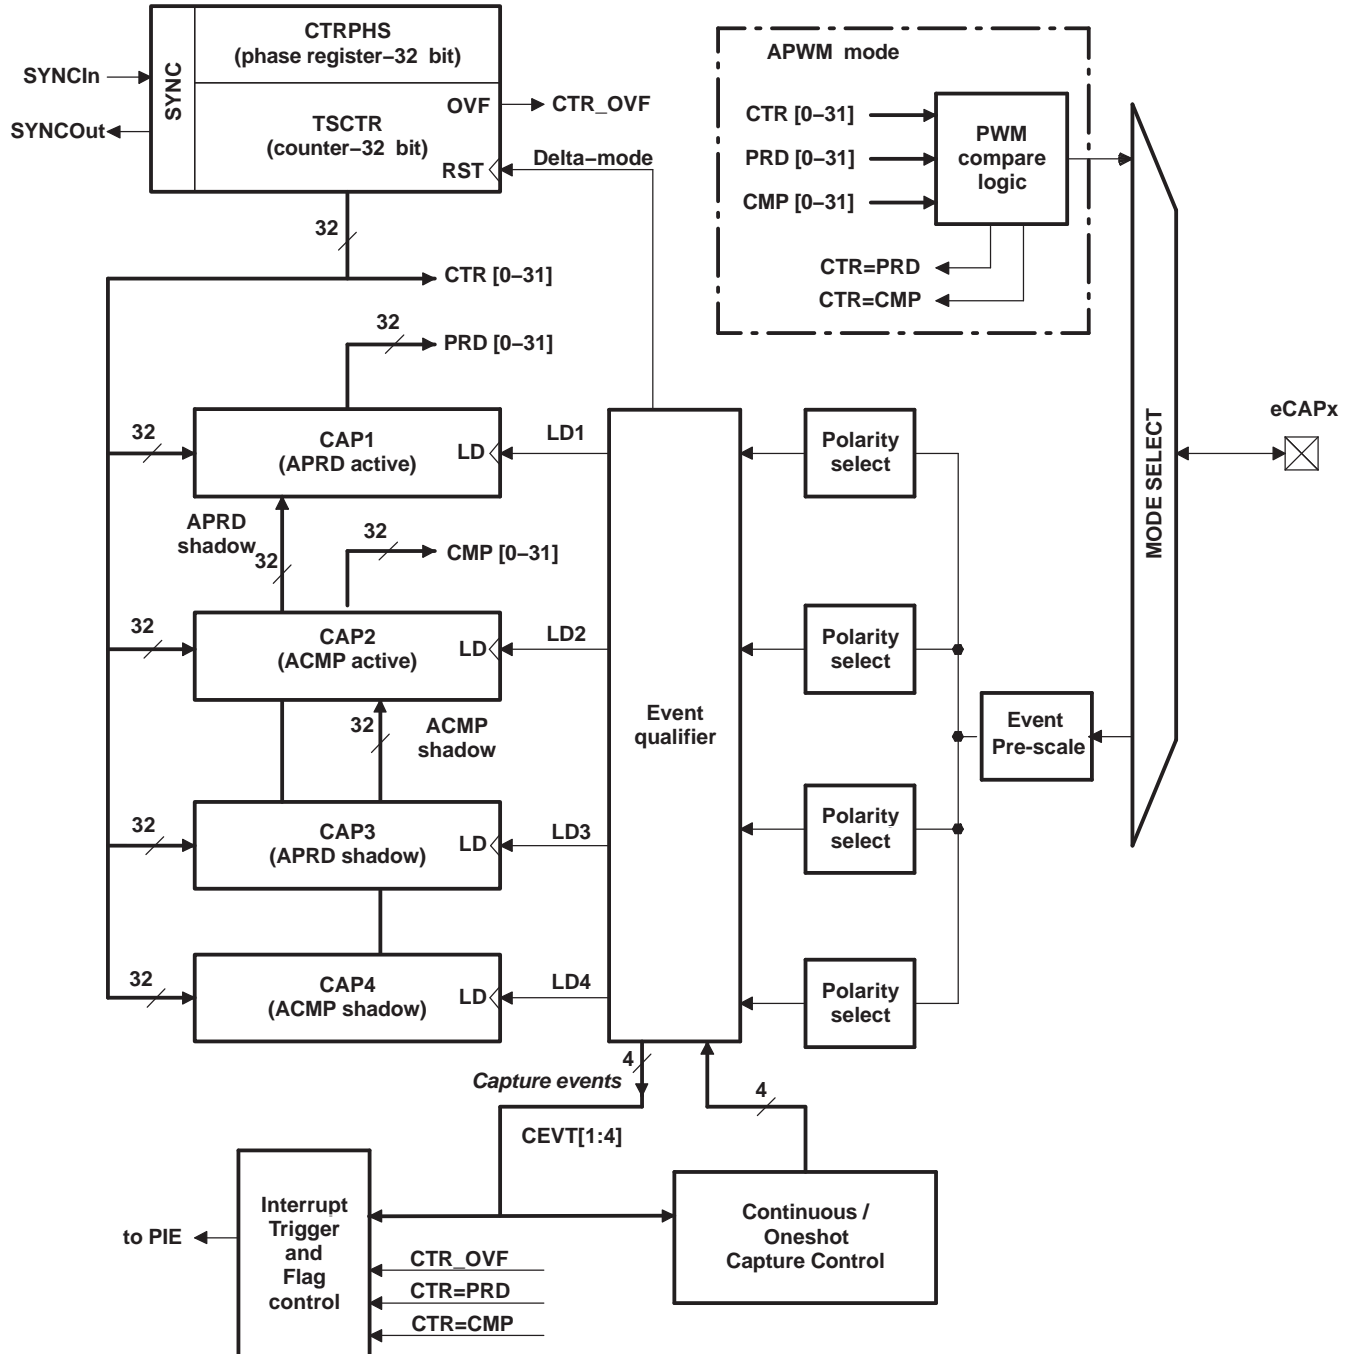 CTRPHS
(phase register−32 bit)
SYNC
SYNCIn
SYNCOut
OVF
CTR_OVF
TSCTR
(counter−32 bit)
RST
Delta−mode
32
CTR [0−31]
APWM mode
CTR [0−31]
PRD [0−31]
CMP [0−31]
PWM
compare
logic
CTR=PRD
CTR=CMP
32
PRD [0−31]
32
CAP1
(APRD active)
LD
LD1
Polarity
select
MODE SELECT
eCAPx
APRD
shadow
32
32
CMP [0−31]
32
CAP2
(ACMP active)
LD
LD2
Polarity
select
32
ACMP
shadow
Event
qualifier
Event
Pre-scale
32
CAP3
(APRD shadow)
LD
LD3
Polarity
select
32
CAP4
(ACMP shadow)
LD
LD4
Polarity
select
4
Capture events
CEVT[1:4]
4
Interrupt
Trigger
and
Flag
control
to PIE
CTR_OVF
CTR=PRD
CTR=CMP
Continuous /
Oneshot
Capture Control